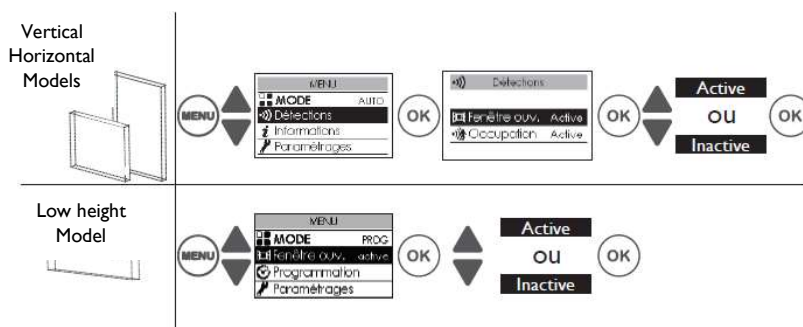 Vertical
Horizontal
Models
MENU
MENU
MODE AUTO
Détections
Informations
Paramétrages
OK
Détections
Fenêtre ouv. Active
Occupation Active
OK
Active
ou
Inactive
OK
Low height
Model
MENU
MENU
MODE PROG
Fenêtre ouv. active
Programmation
Paramétrages
OK
Active
ou
Inactive
OK